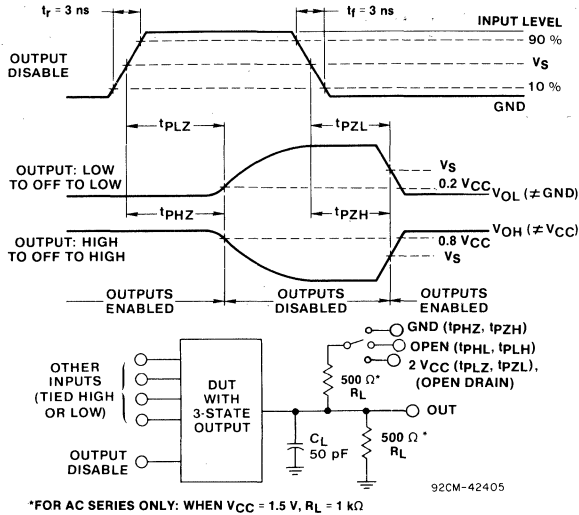 tr = 3 ns
tf = 3 ns
INPUT LEVEL
90 %
OUTPUT
DISABLE
VS
10 %
GND
tPLZ
tPZL
OUTPUT: LOW
TO OFF TO LOW
VS
0.2 VCC
VOL (≠GND)
tPHZ
tPZH
OUTPUT: HIGH
TO OFF TO HIGH
VOH (≠VCC)
0.8 VCC
VS
OUTPUTS
ENABLED
OUTPUTS
DISABLED
OUTPUTS
ENABLED
GND (tPHZ, tPZH)
OPEN (tPHL, tPLH)
2 VCC (tPLZ, tPZL),
(OPEN DRAIN)
OTHER
INPUTS
(TIED HIGH
OR LOW)
DUT
WITH
3-STATE
OUTPUT
500 Ω*
RL
OUT
CL
50 pF
500 Ω*
RL
OUTPUT
DISABLE
92CM-42405
*FOR AC SERIES ONLY: WHEN VCC = 1.5 V, RL = 1 kΩ